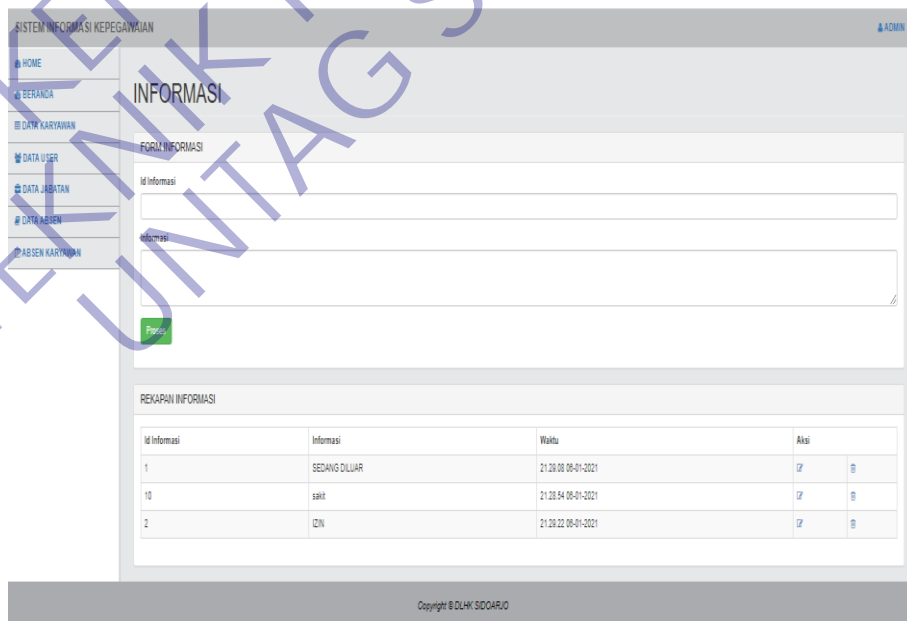 SISTEM INFORMASI KEPEGAWAIAN
ADMIN
HOME
BERANDA
DATA KARYAWAN
DATA USER
DATA JABATAN
DATA ABSEN
ABSEN KARYAWAN
INFORMASI
FORM INFORMASI
Id Informasi
Informasi
Proses
REKAPAN INFORMASI
Id Informasi Informasi Waktu Aksi
1 SEDANG DILUAR 21.29.08 06-01-2021
10 sakit 21.28.54 06-01-2021
2 IZIN 21.29.22 06-01-2021
Copyright © DLHK SIDOARJO
EKNIK
UNTAG S